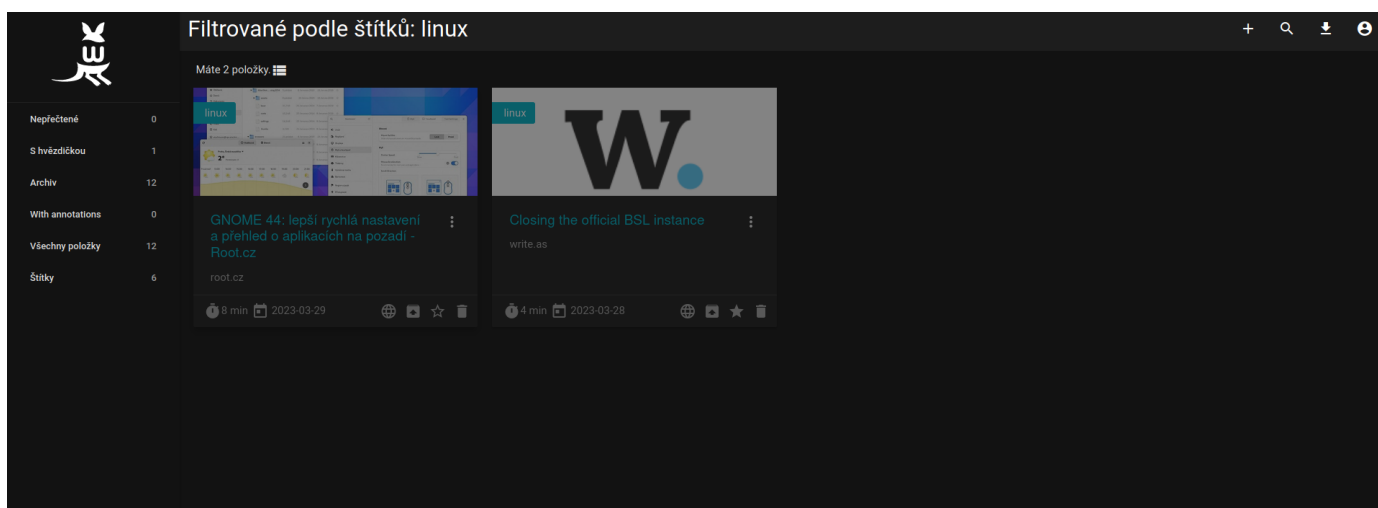 Filtrované podle štítků: linux
Máte 2 položky.
Nepřečtené 0
S hvězdičkou 1
Archiv 12
With annotations 0
Všechny položky 12
Štítky 6
linux
GNOME 44: lepší rychlá nastavení
a přehled o aplikacích na pozadí -
Root.cz
root.cz
8 min 2023-03-29
linux
W.
Closing the official BSL instance
write.as
4 min 2023-03-28